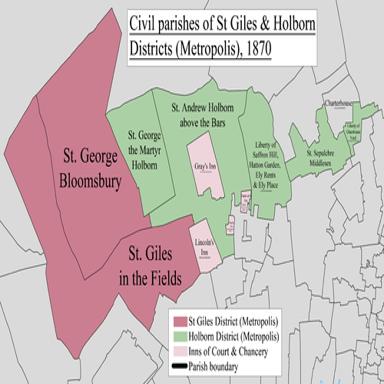 Civil parishes of St Giles & Holborn
Districts (Metropolis), 1870
St. Andrew Holborn
above the Bars
St. George
the Martyr
Holborn
St. George
Bloomsbury
Gray's Inn
Liberty of
Saffron Hill,
Hatton Garden,
Ely Rents
& Ely Place
Charterhouse
St. Sepulchre
Middlesex
St. Giles
in the Fields
Lincoln's
Inn
St Giles District (Metropolis)
Holborn District (Metropolis)
Inns of Court & Chancery
Parish boundary